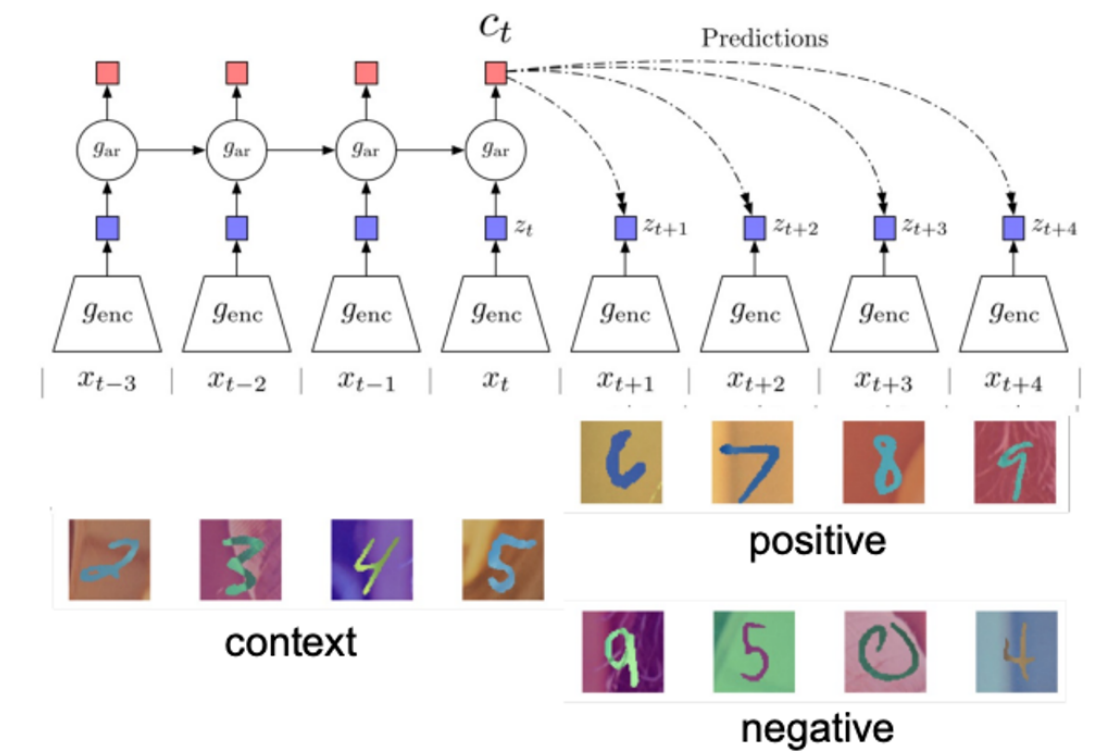 c_t
Predictions
g_ar g_ar g_ar g_ar
z_t z_{t+1} z_{t+2} z_{t+3} z_{t+4}
g_enc g_enc g_enc g_enc g_enc g_enc g_enc g_enc
x_{t-3} x_{t-2} x_{t-1} x_t x_{t+1} x_{t+2} x_{t+3} x_{t+4}
6 7 8 9
positive
2 3 4 5
context
9 5 0 4
negative